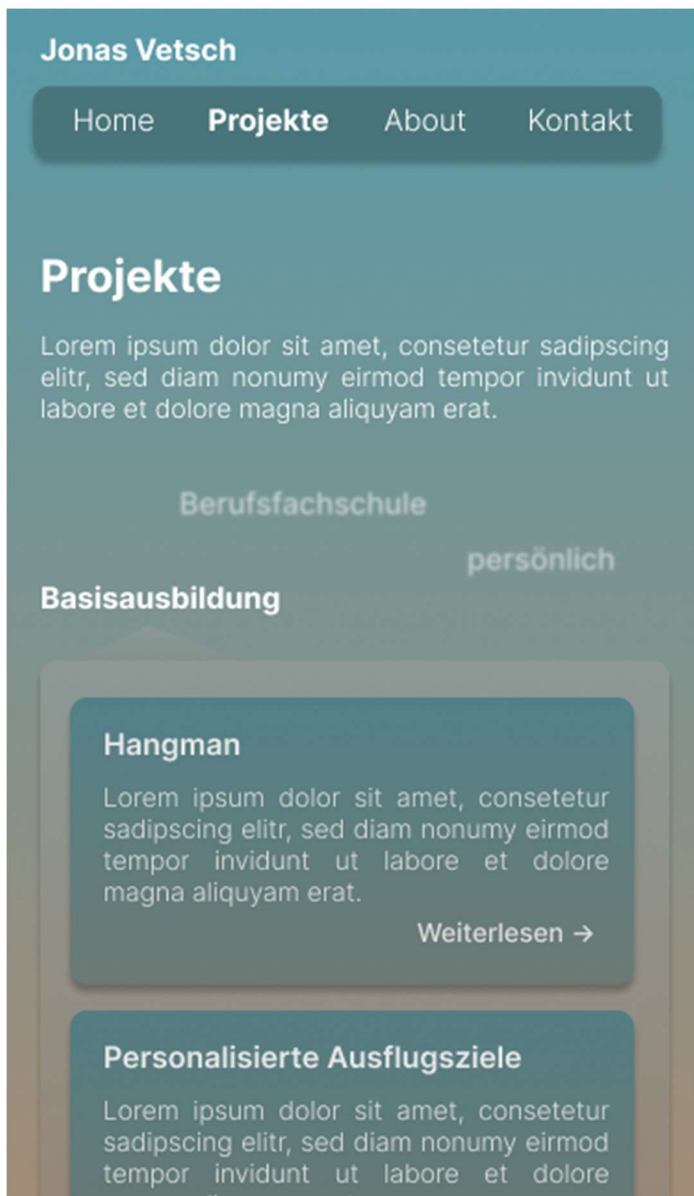 Jonas Vetsch
Home Projekte About Kontakt
Projekte
Lorem ipsum dolor sit amet, consetetur sadipscing
elitr, sed diam nonumy eirmod tempor invidunt ut
labore et dolore magna aliquyam erat.
Berufsfachschule
persönlich
Basisausbildung
Hangman
Lorem ipsum dolor sit amet, consetetur
sadipscing elitr, sed diam nonumy eirmod
tempor invidunt ut labore et dolore
magna aliquyam erat.
Weiterlesen →
Personalisierte Ausflugsziele
Lorem ipsum dolor sit amet, consetetur
sadipscing elitr, sed diam nonumy eirmod
tempor invidunt ut labore et dolore